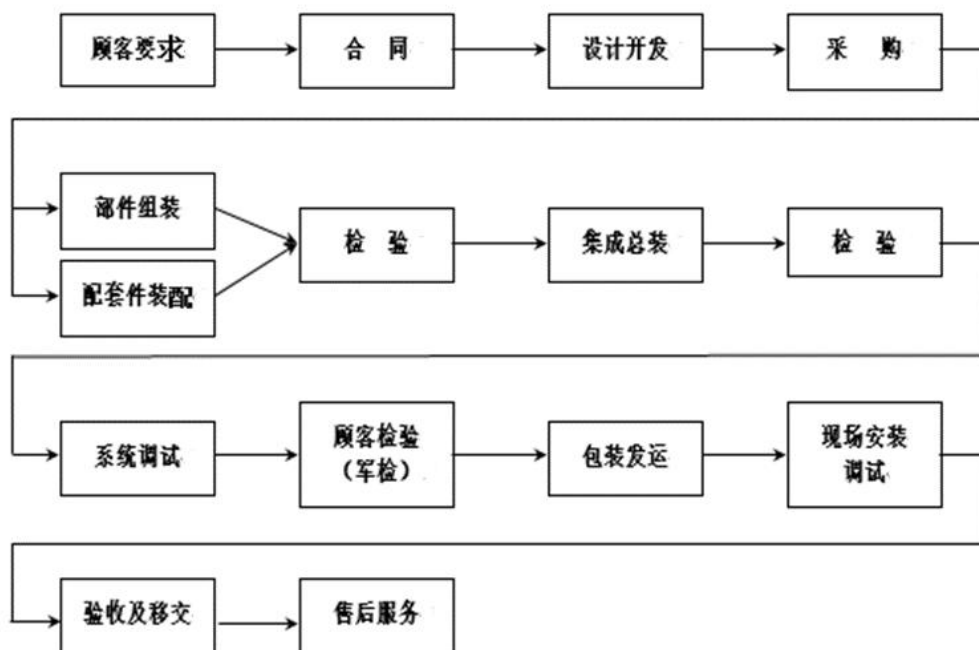 顾客要求
合 同
设计开发
采 购
部件组装
配套件装配
检 验
集成总装
检 验
系统调试
顾客检验
（军检）
包装发运
现场安装
调试
验收及移交
售后服务